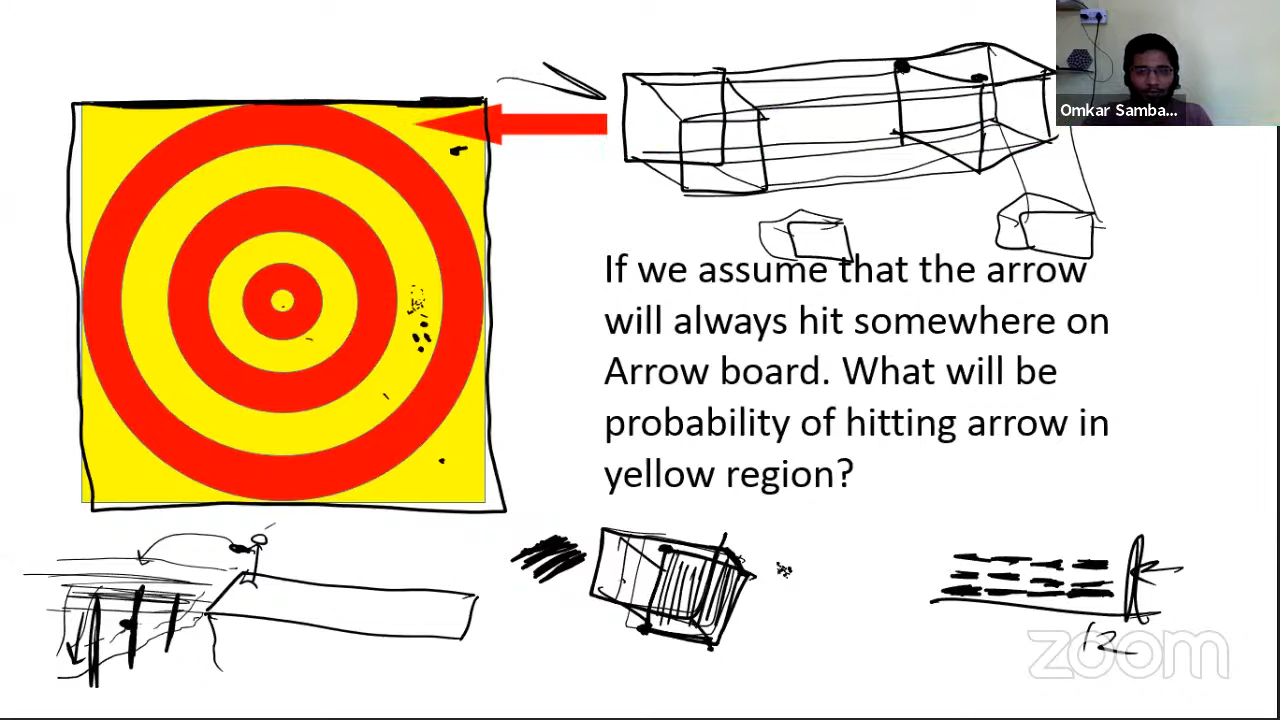 Omkar Samba...
If we assume that the arrow
will always hit somewhere on
Arrow board. What will be
probability of hitting arrow in
yellow region?
12
zoom